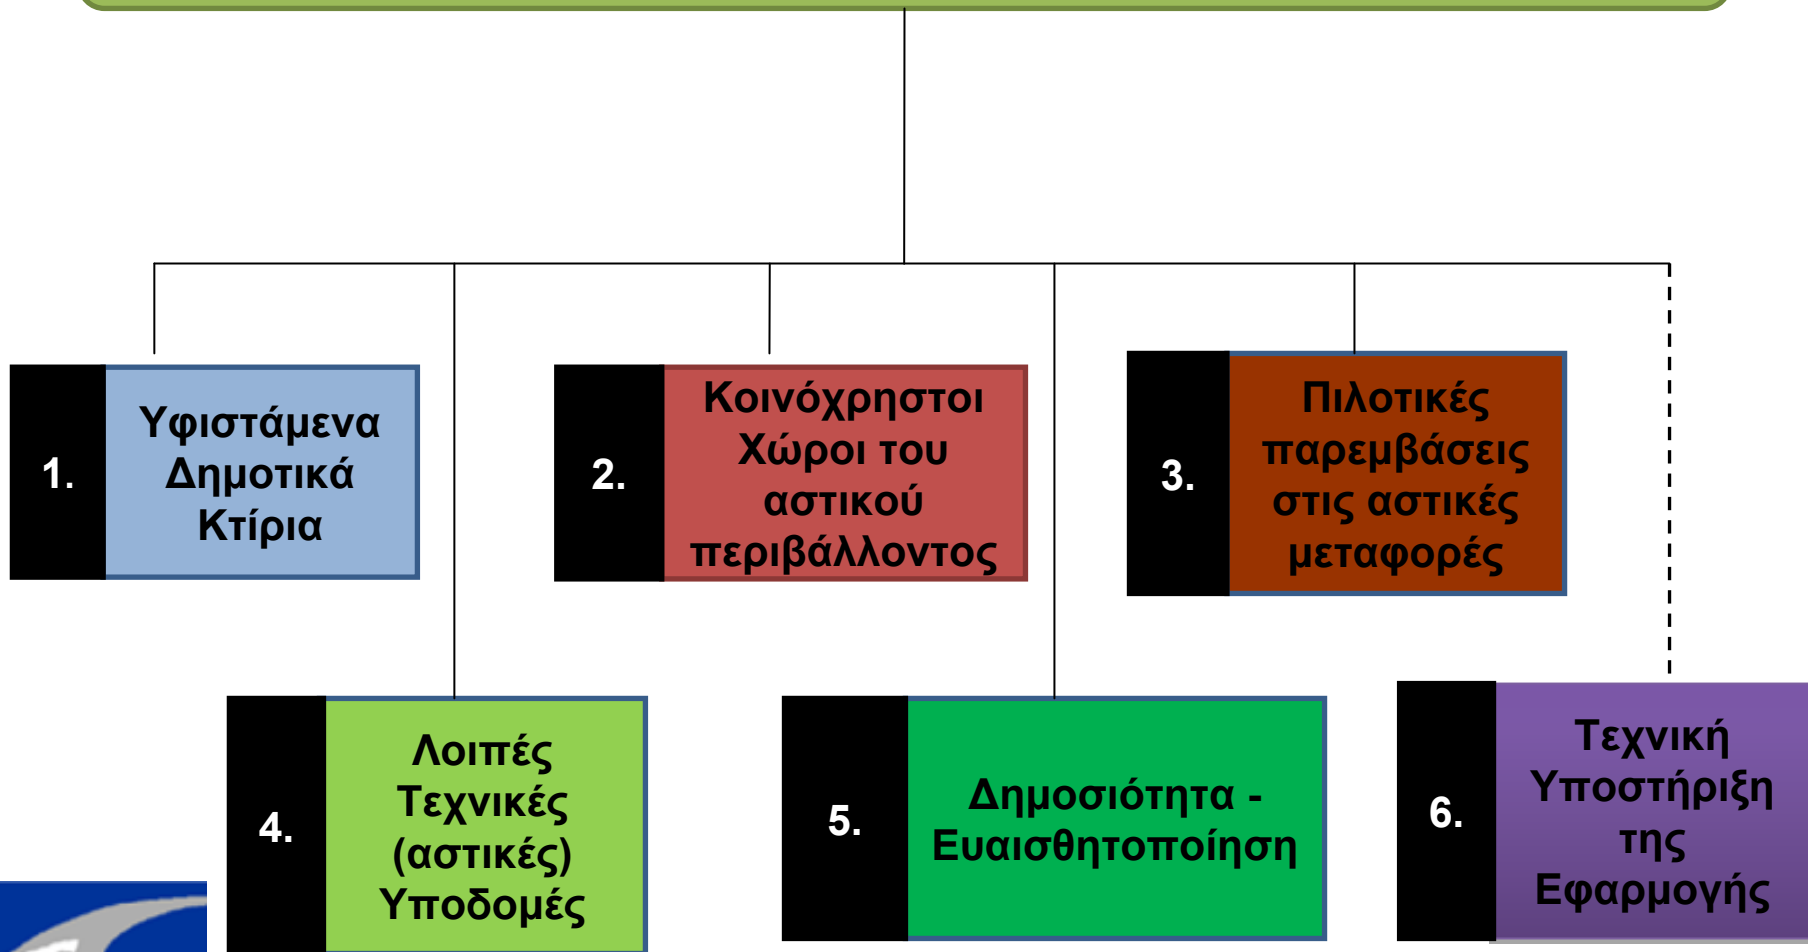 1.
Υφιστάμενα
Δημοτικά
Κτίρια
2.
Κοινόχρηστοι
Χώροι του
αστικού
περιβάλλοντος
3.
Πιλοτικές
παρεμβάσεις
στις αστικές
μεταφορές
4.
Λοιπές
Τεχνικές
(αστικές)
Υποδομές
5.
Δημοσιότητα -
Ευαισθητοποίηση
6.
Τεχνική
Υποστήριξη
της
Εφαρμογής